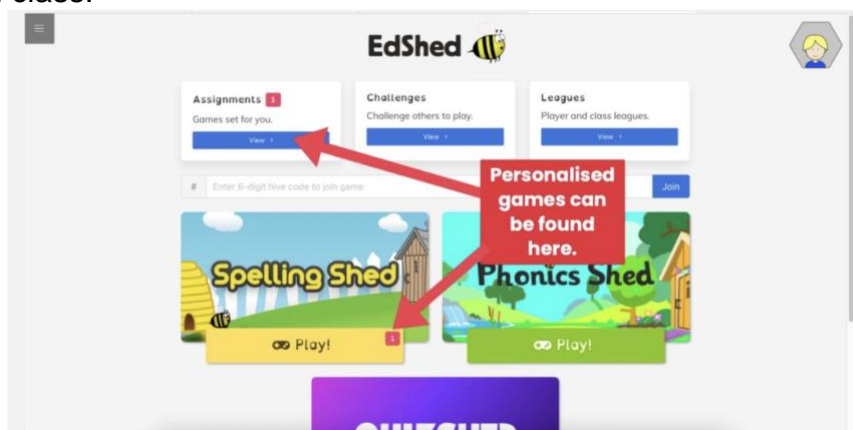 class.
EdShed
Assignments 1
Games set for you.
View ›
Challenges
Challenge others to play.
View ›
Leagues
Player and class leagues.
View ›
# Enter 6-digit hive code to join game
Join
Personalised
games can
be found
here.
Spelling Shed
Play!
1
Phonics Shed
Play!